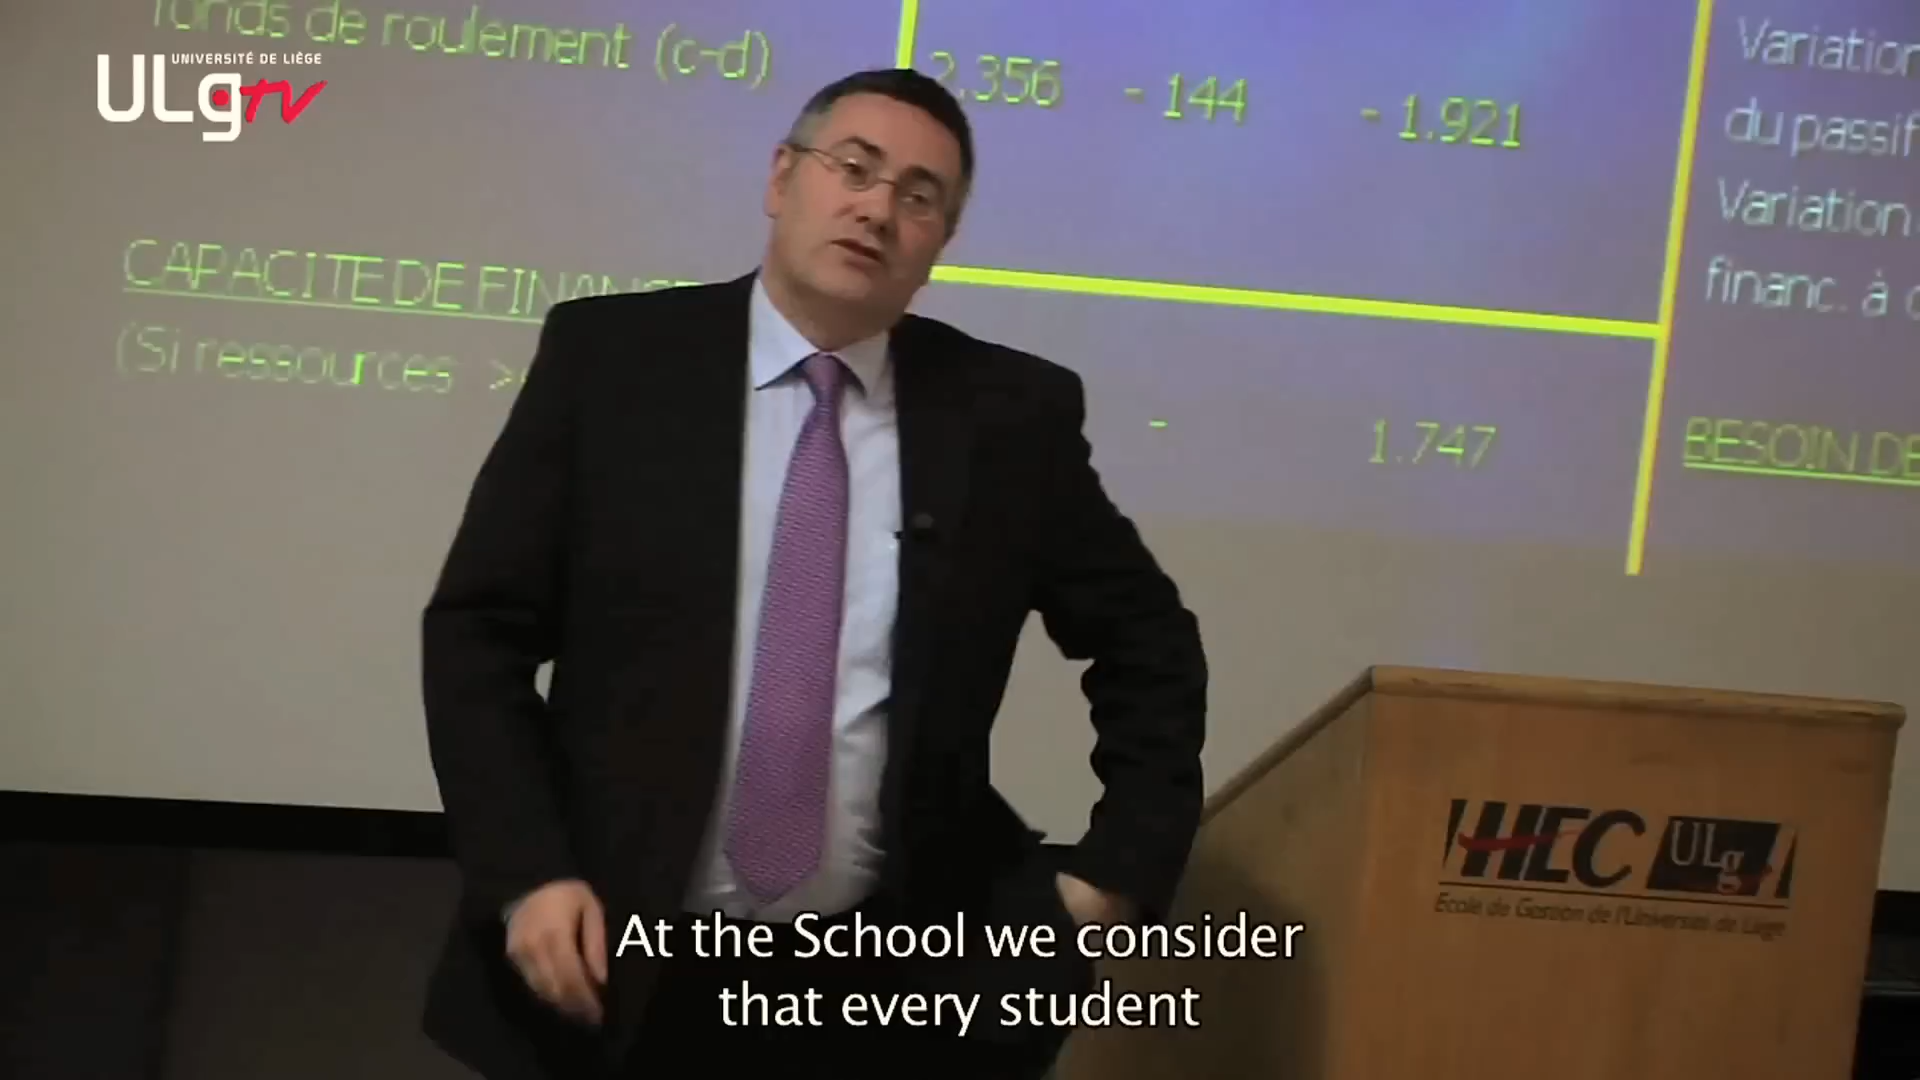 fonds de roulement (c-d)
2.356 - 144 - 1.921
UNIVERSITÉ DE LIÈGE
ULg TV
CAPACITE DE
(Si ressources >
- 1.747
Variation
du passif
Variation
financ. à
BESOIN DE
HEC ULg
Ecole de Gestion de l'Université de Liège
At the School we consider
that every student